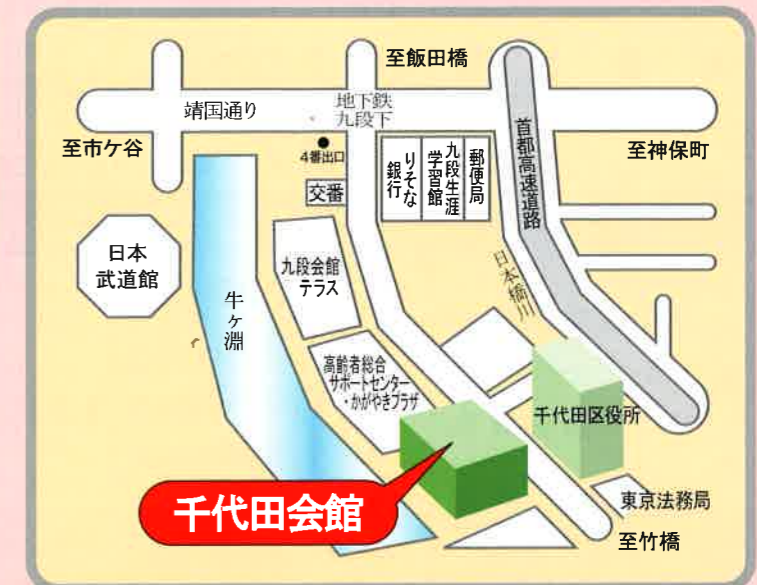 至飯田橋
靖国通り
地下鉄
九段下
至市ケ谷
4番出口
交番
りそな
銀行
九段生涯
学習館
郵便局
首都高速道路
至神保町
日本
武道館
牛ヶ淵
九段会館
テラス
日本橋川
高齢者総合
サポートセンター
・かがやきプラザ
千代田区役所
千代田会館
東京法務局
至竹橋